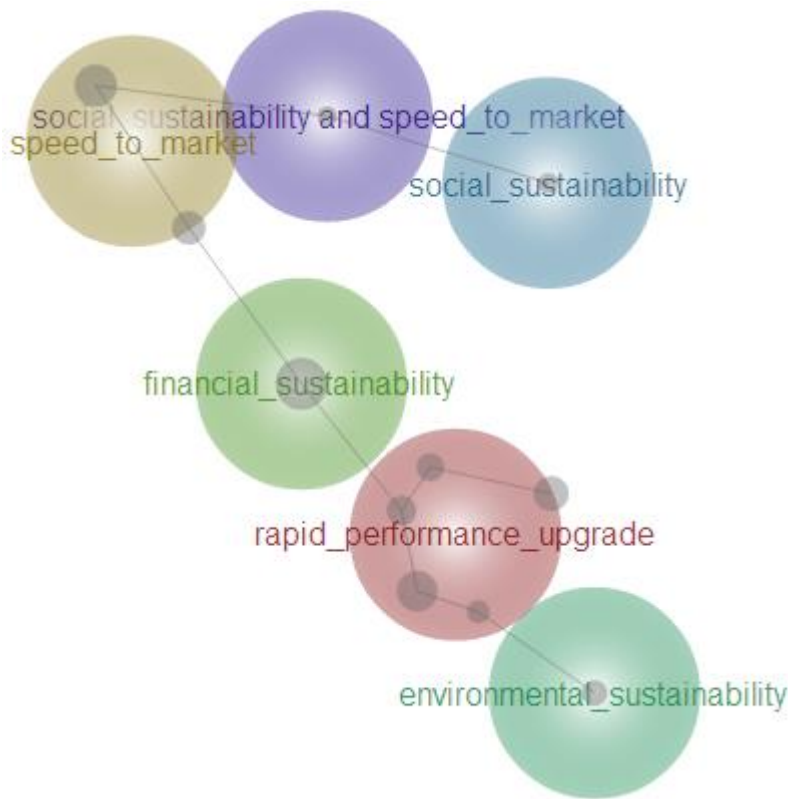 social_sustainability and speed_to_market
speed_to_market
social_sustainability
financial_sustainability
rapid_performance_upgrade
environmental_sustainability